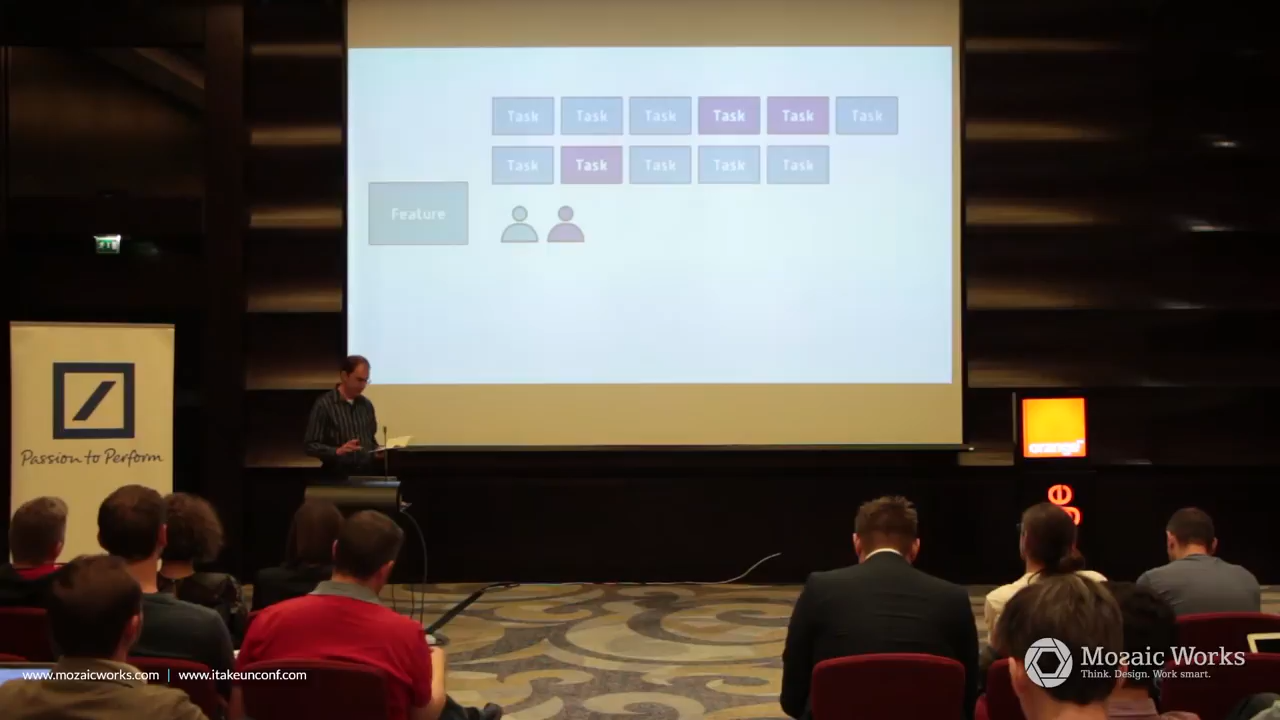 Task Task Task Task Task Task
Task Task Task Task Task
Feature
Passion to Perform
orange™
www.mozaicworks.com | www.itakeunconf.com
Mozaic Works
Think. Design. Work smart.